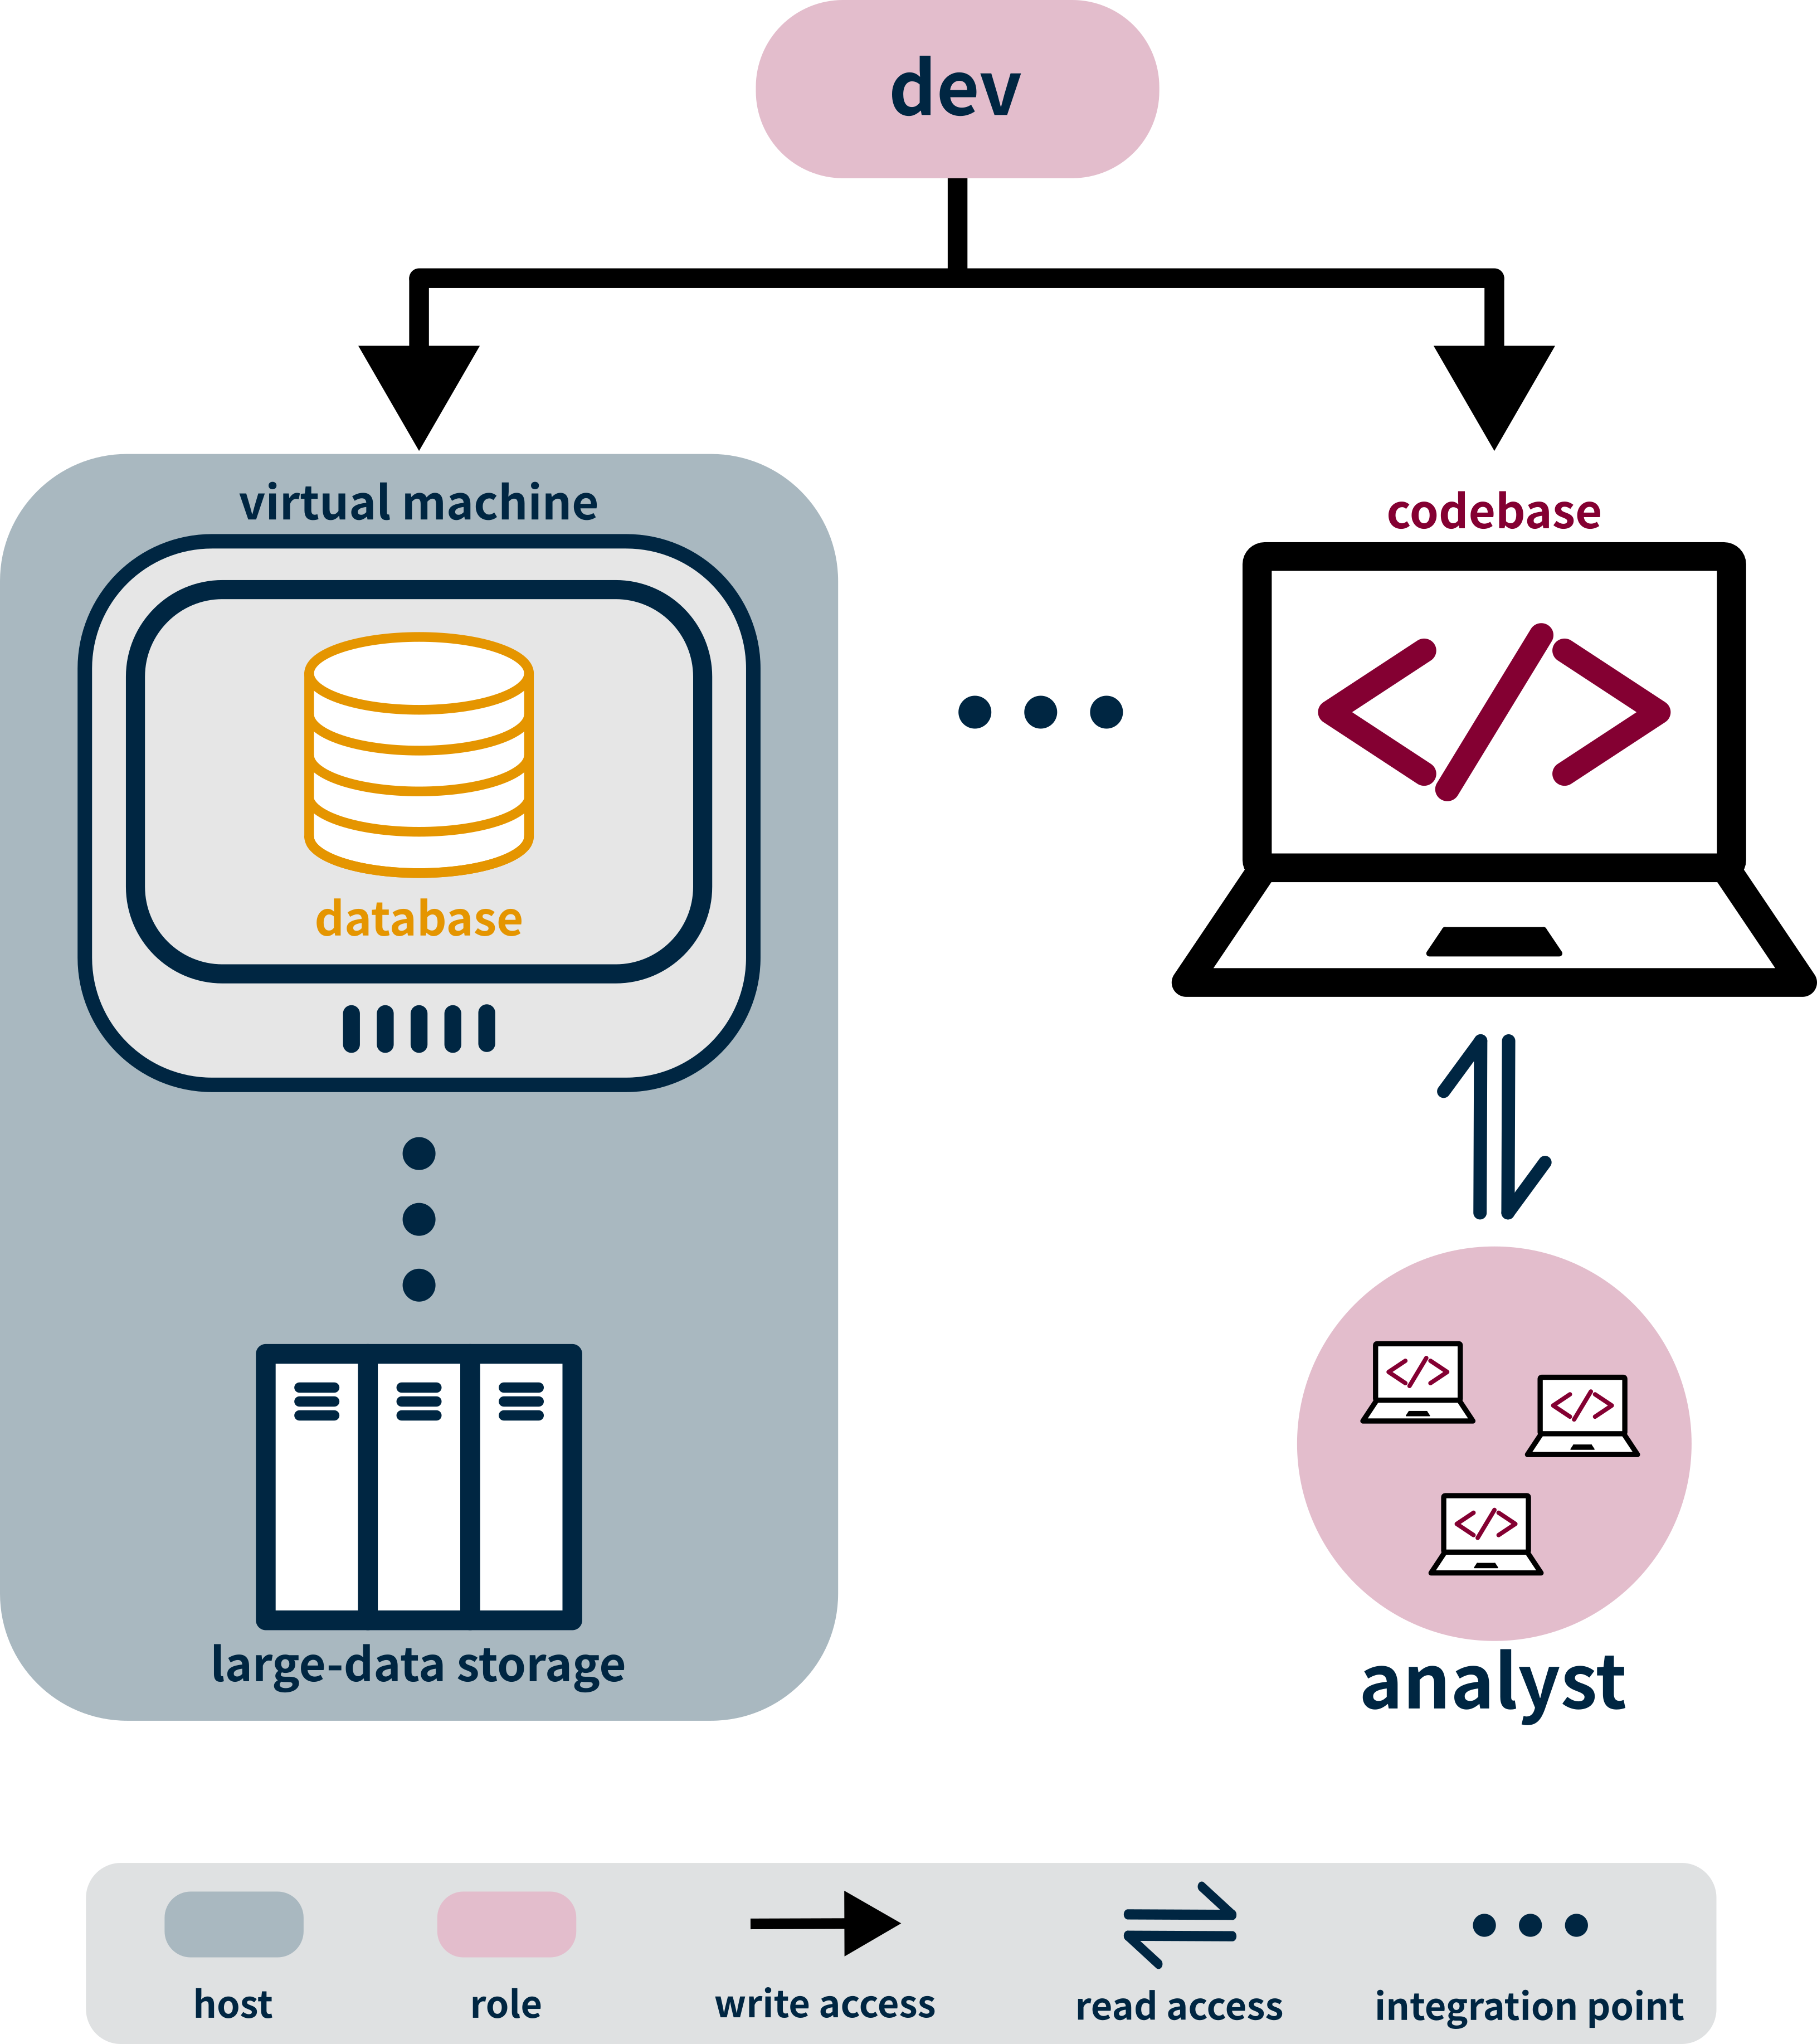 dev
virtual machine
codebase
database
large-data storage
analyst
host
role
write access
read access
integration point